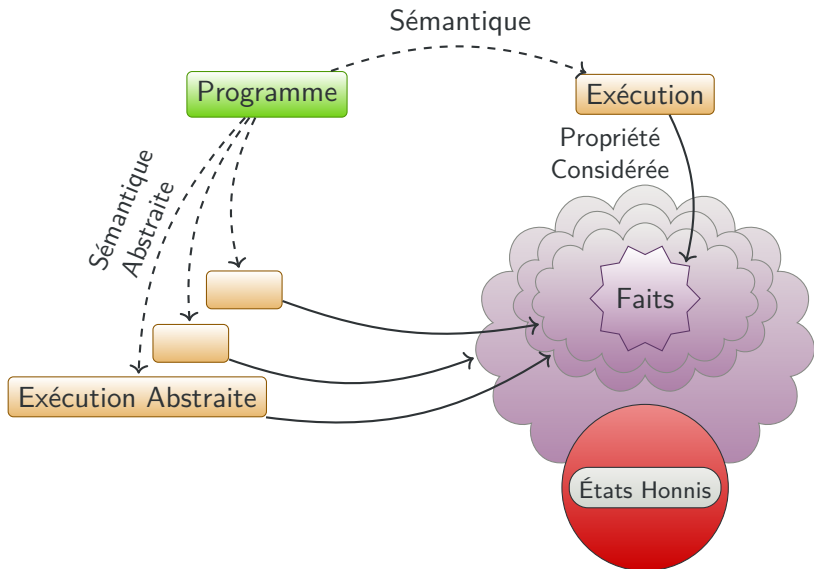 Sémantique
Programme
Exécution
Propriété
Considérée
Sémantique
Abstraite
Faits
Exécution Abstraite
États Honnis